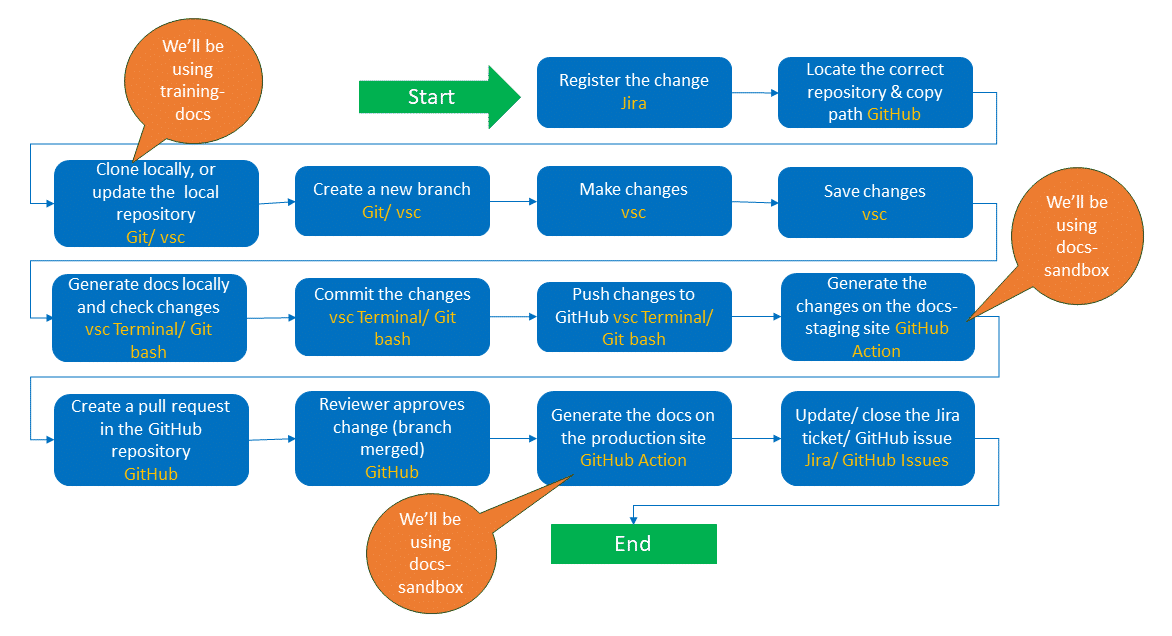 We'll be
using
training-
docs
Start
Register the change
Jira
Locate the correct
repository & copy
path GitHub
Clone locally, or
update the local
repository
Git/ vsc
Create a new branch
Git/ vsc
Make changes
vsc
Save changes
vsc
We'll be
using
docs-
sandbox
Generate docs locally
and check changes
vsc Terminal/ Git
bash
Commit the changes
vsc Terminal/ Git
bash
Push changes to
GitHub vsc Terminal/
Git bash
Generate the
changes on the docs-
staging site GitHub
Action
Create a pull request
in the GitHub
repository
GitHub
Reviewer approves
change (branch
merged)
GitHub
Generate the docs on
the production site
GitHub Action
Update/ close the Jira
ticket/ GitHub issue
Jira/ GitHub Issues
We'll be
using
docs-
sandbox
End